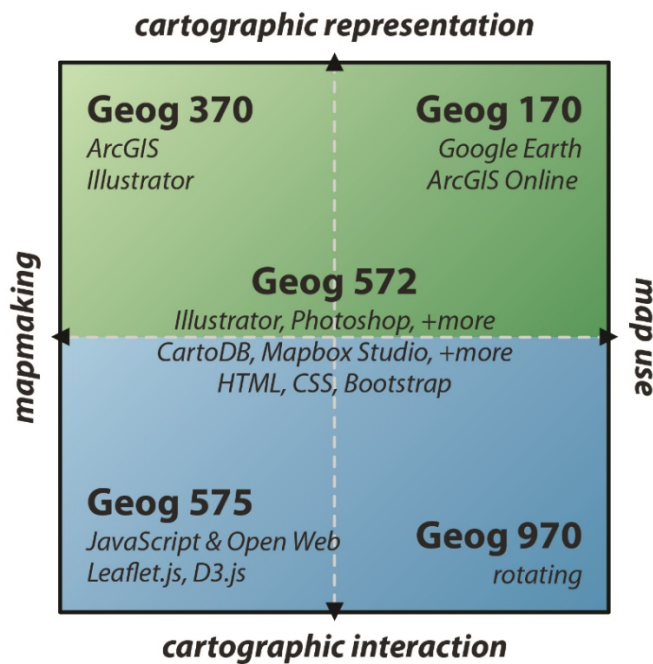 cartographic representation
Geog 370
ArcGIS
Illustrator
Geog 170
Google Earth
ArcGIS Online
mapmaking
map use
Geog 572
Illustrator, Photoshop, +more
CartoDB, Mapbox Studio, +more
HTML, CSS, Bootstrap
Geog 575
JavaScript & Open Web
Leaflet.js, D3.js
Geog 970
rotating
cartographic interaction